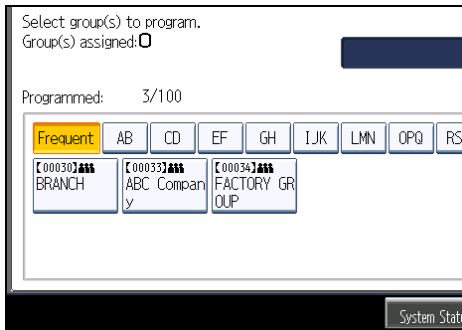 Select group(s) to program.
Group(s) assigned:0
Programmed: 3/100
Frequent AB CD EF GH IJK LMN OPQ RS
【00030】 【00033】 【00034】
BRANCH ABC Compan FACTORY GR
y OUP
System Stat